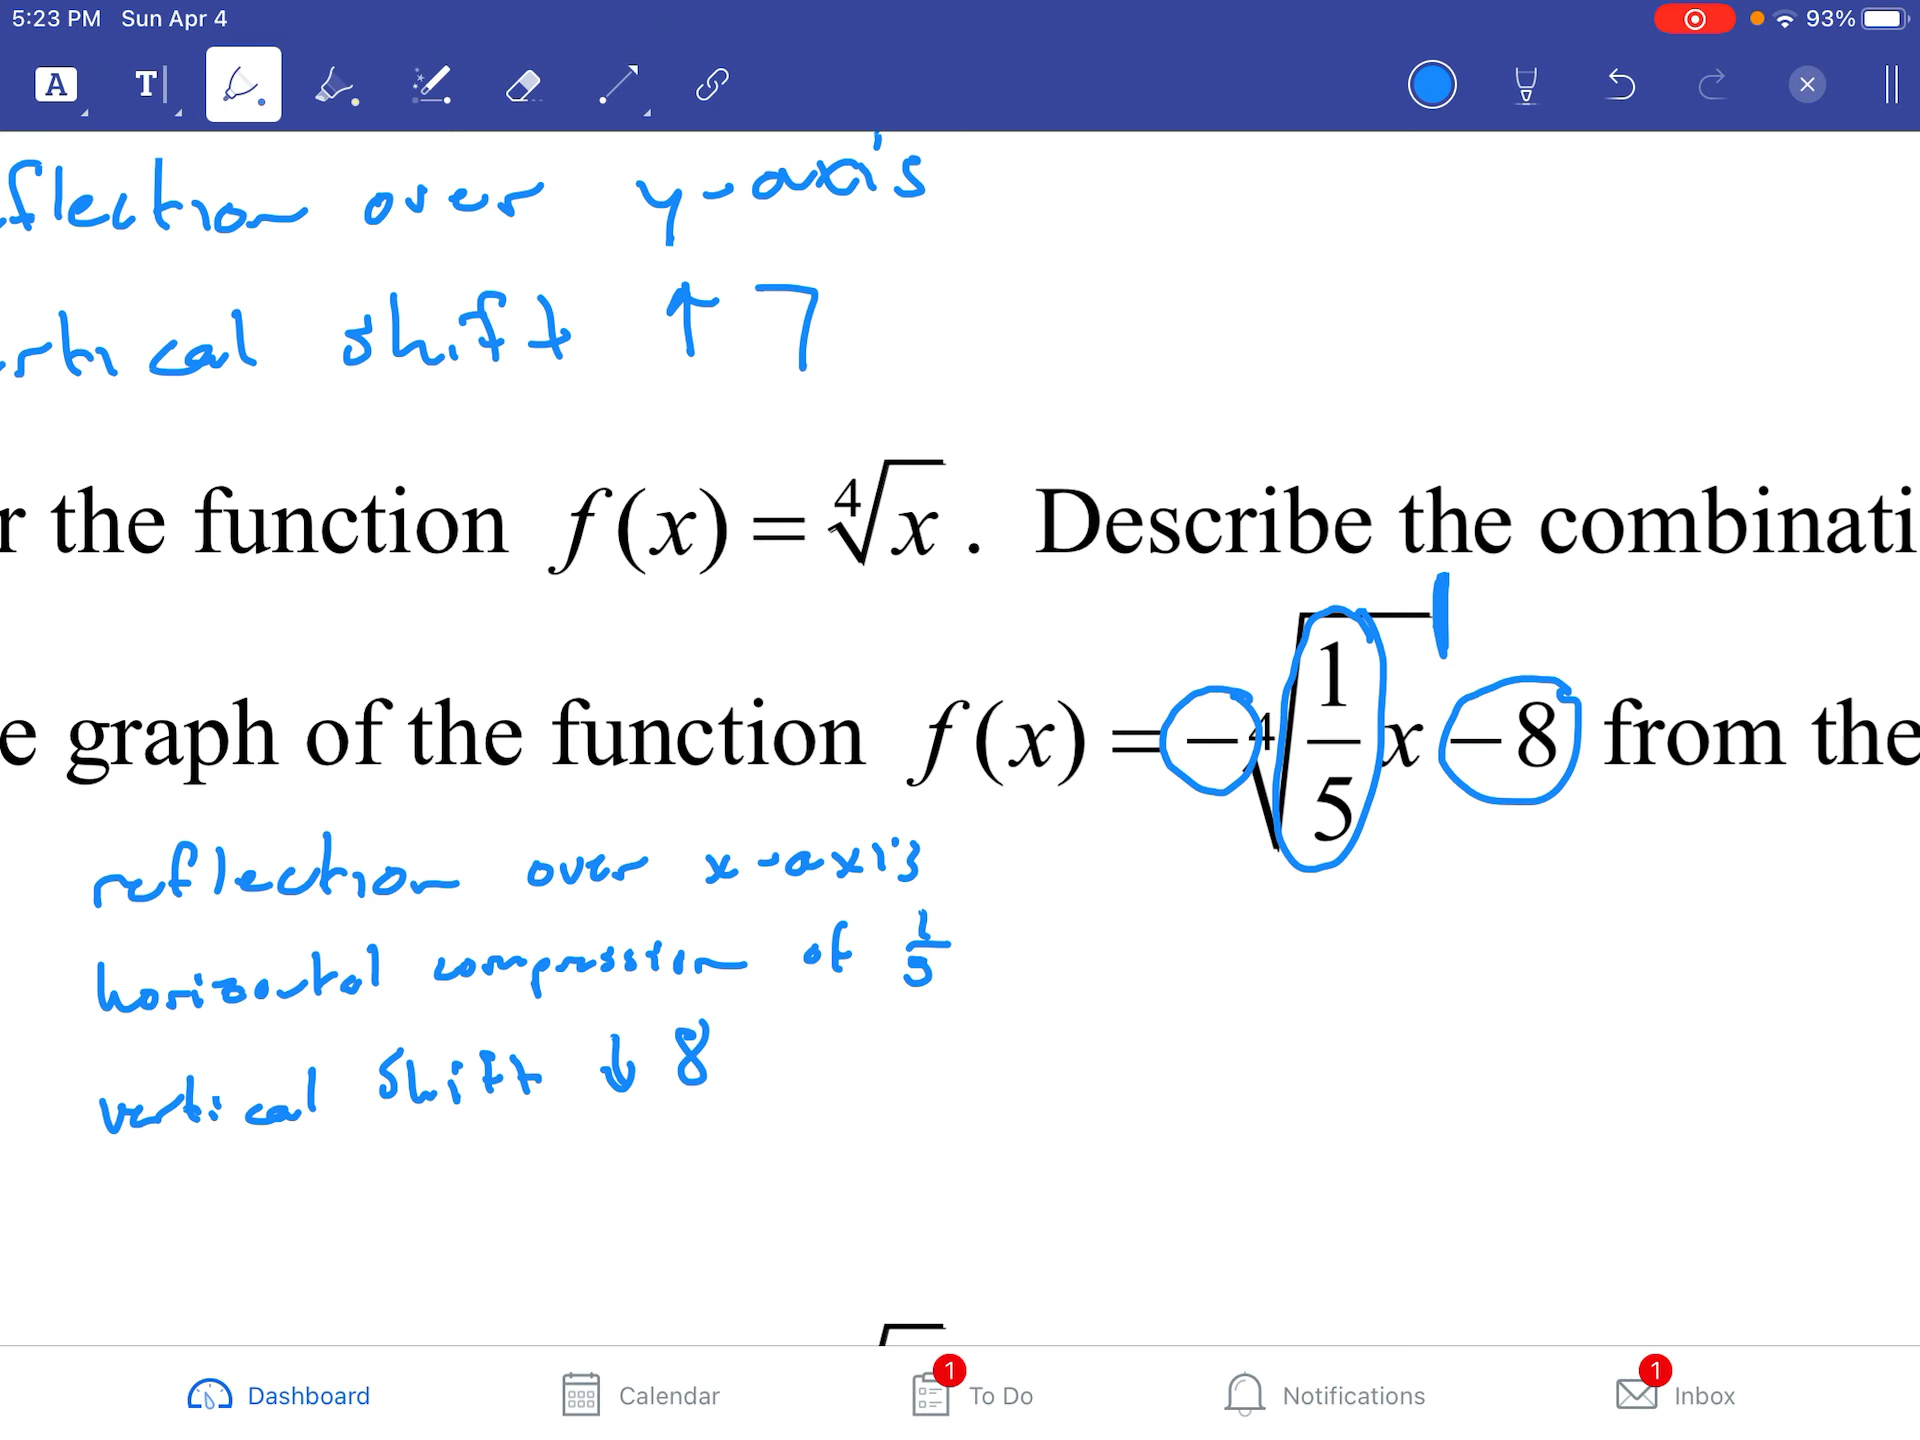 5:23 PM Sun Apr 4 93%
A T
flection over y-axis
rtical shift ↑ 7
r the function f(x) = ∜x . Describe the combinati
e graph of the function f(x) = -∜(1/5 x) - 8 from the
reflection over x-axis
horizontal compression of 1/5
vertical shift ↓ 8
Dashboard Calendar 1 To Do Notifications 1 Inbox